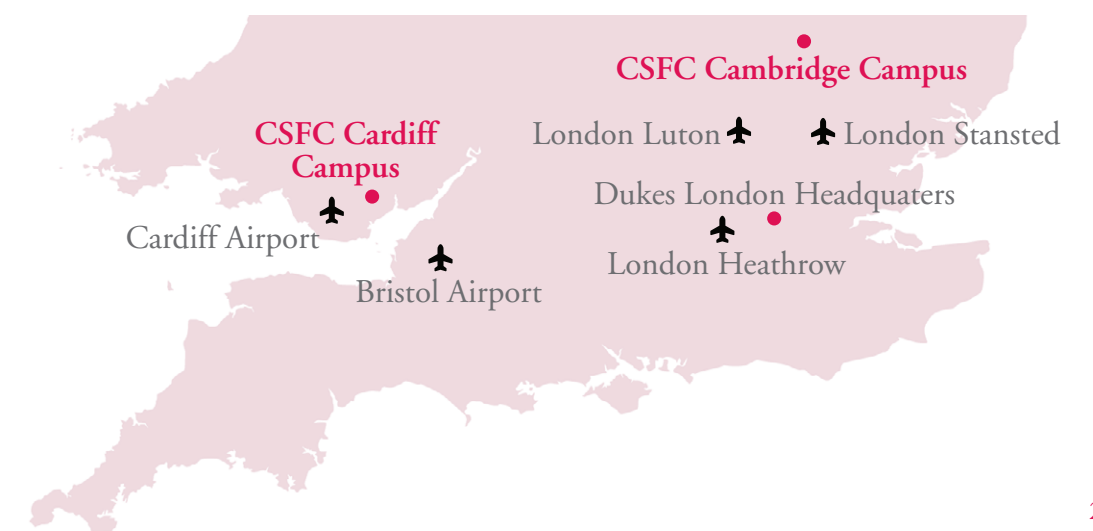 CSFC Cambridge Campus
CSFC Cardiff
Campus
London Luton
London Stansted
Dukes London Headquaters
Cardiff Airport
London Heathrow
Bristol Airport